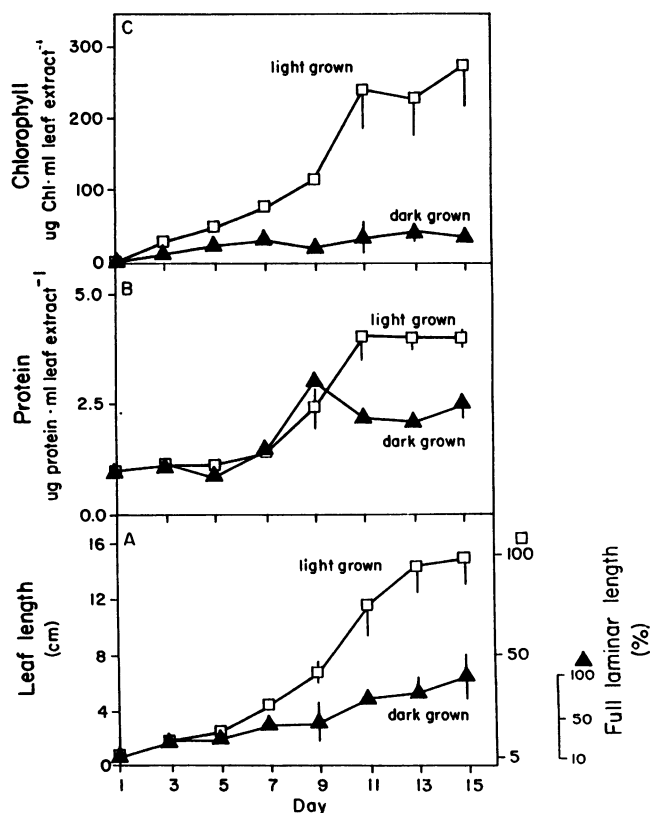 C
300
200
100
0
Chlorophyll
ug Chl·ml leaf extract⁻¹
light grown
dark grown
B
5.0
2.5
0.0
Protein
ug protein·ml leaf extract⁻¹
light grown
dark grown
A
16
12
8
4
0
Leaf length
(cm)
light grown
dark grown
100
50
5
100
50
10
Full laminar length
(%)
1 3 5 7 9 11 13 15
Day